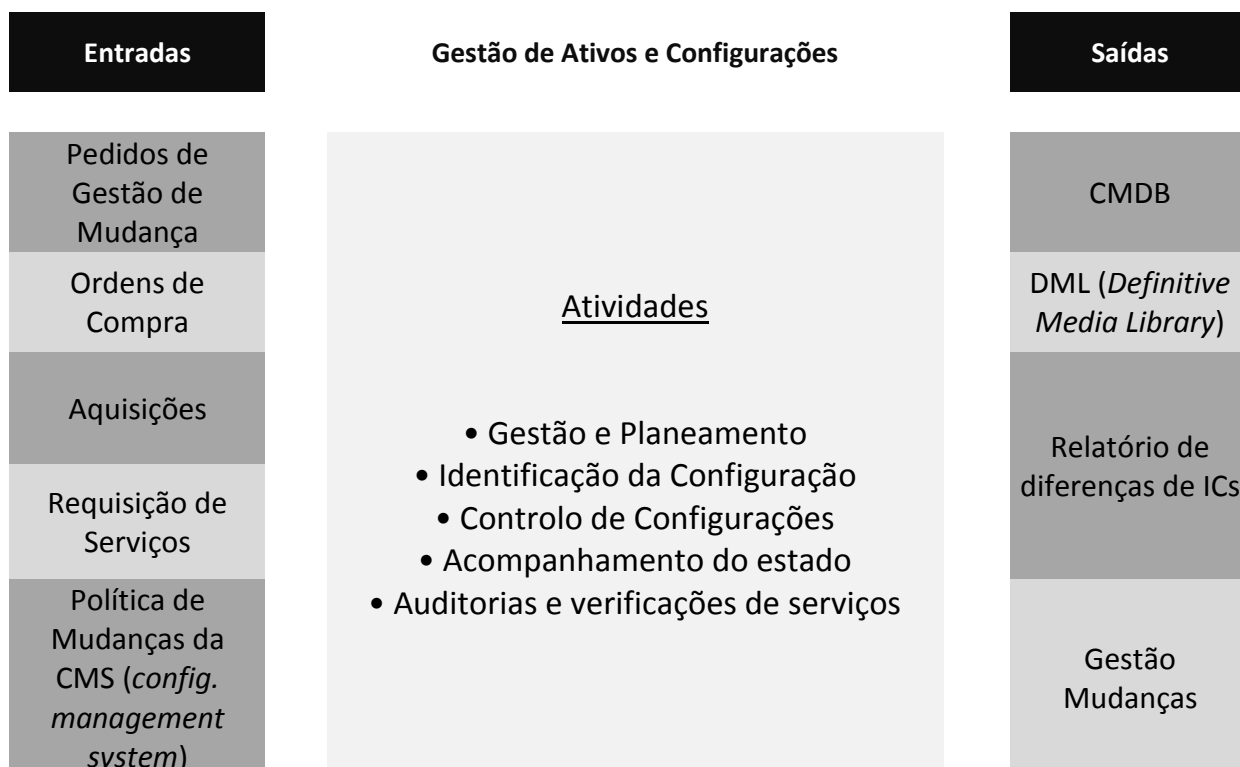 Entradas
Gestão de Ativos e Configurações
Saídas
Pedidos de
Gestão de
Mudança
Ordens de
Compra
Aquisições
Requisição de
Serviços
Política de
Mudanças da
CMS (config.
management
system)
Atividades
• Gestão e Planeamento
• Identificação da Configuração
• Controlo de Configurações
• Acompanhamento do estado
• Auditorias e verificações de serviços
CMDB
DML (Definitive
Media Library)
Relatório de
diferenças de ICs
Gestão
Mudanças